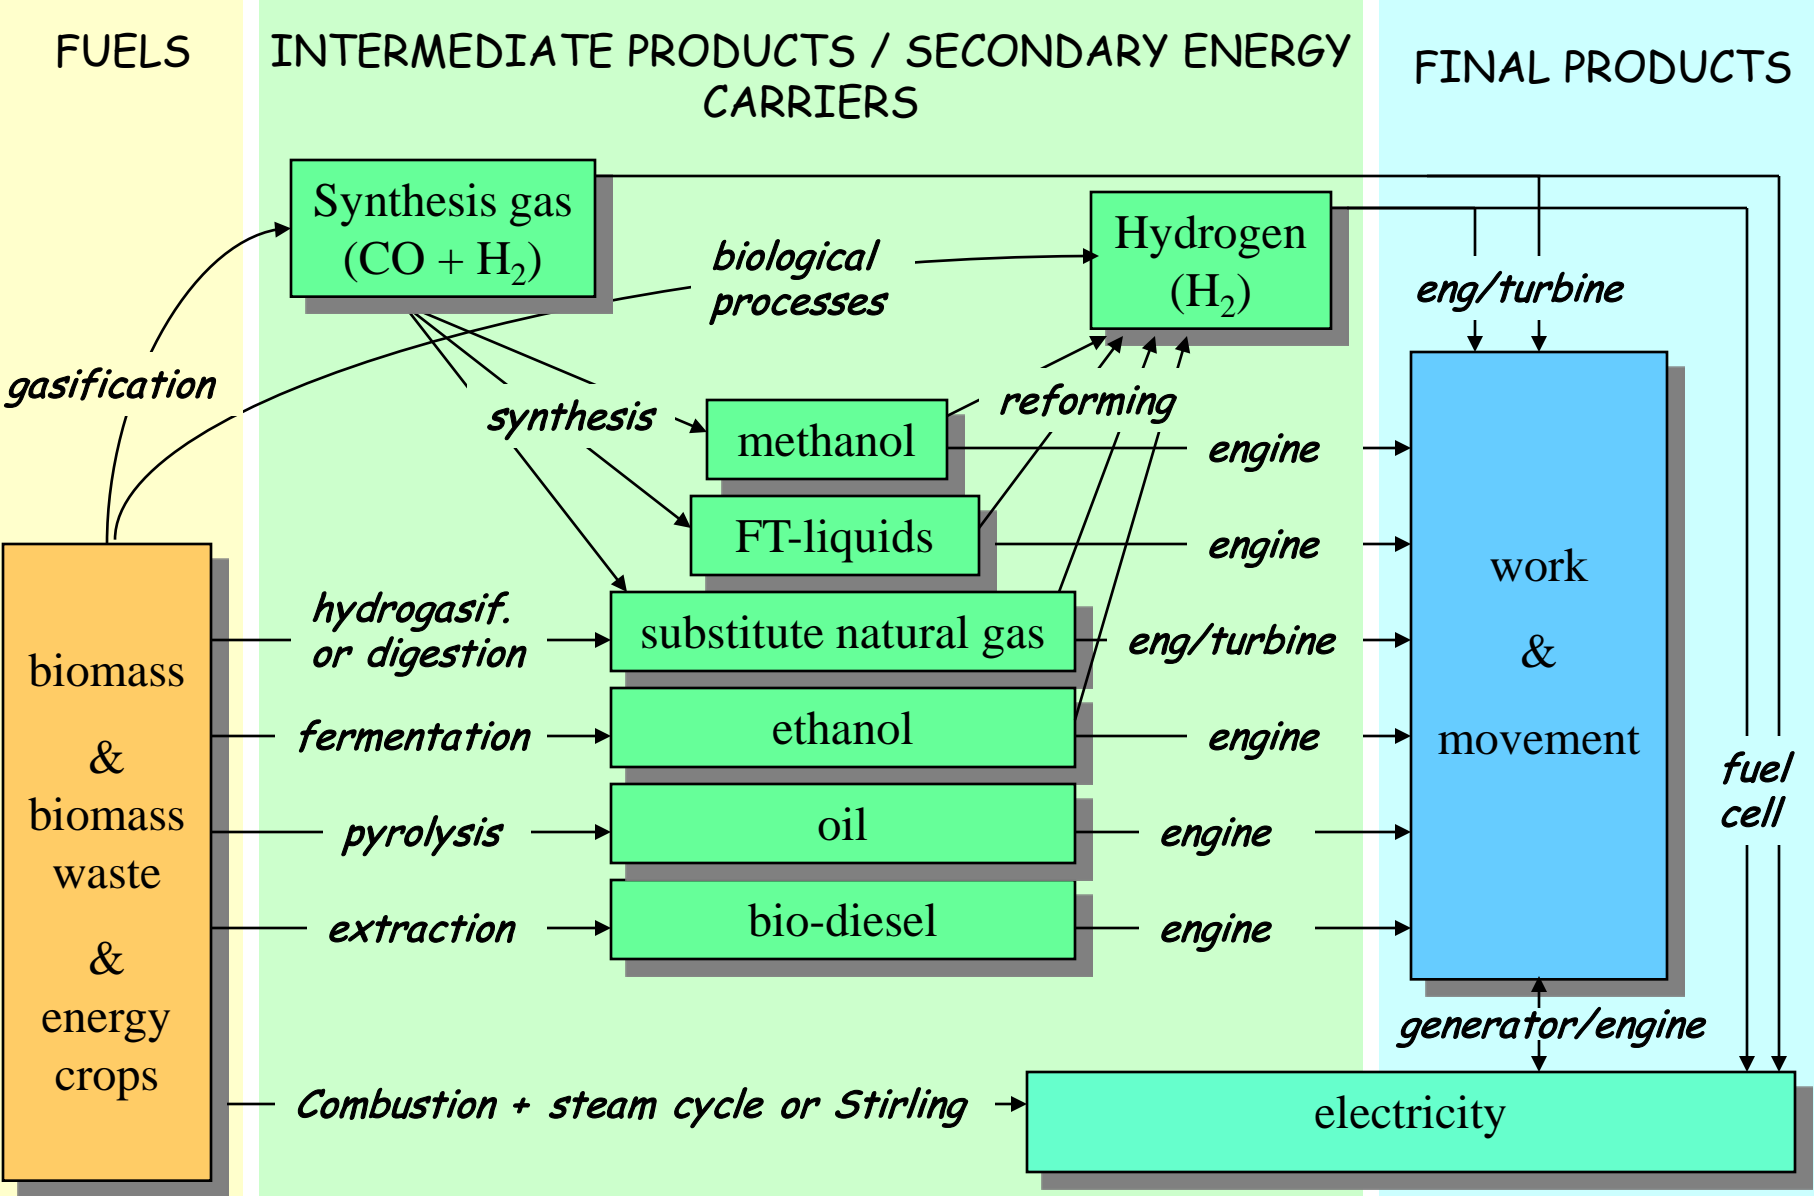 FUELS
INTERMEDIATE PRODUCTS / SECONDARY ENERGY
CARRIERS
FINAL PRODUCTS
Synthesis gas
(CO + H₂)
biological
processes
Hydrogen
(H₂)
eng/turbine
gasification
synthesis
reforming
methanol
engine
FT-liquids
engine
hydrogasif.
or digestion
substitute natural gas
eng/turbine
fermentation
ethanol
engine
pyrolysis
oil
engine
extraction
bio-diesel
engine
biomass
&
biomass
waste
&
energy
crops
work
&
movement
fuel
cell
generator/engine
Combustion + steam cycle or Stirling
electricity